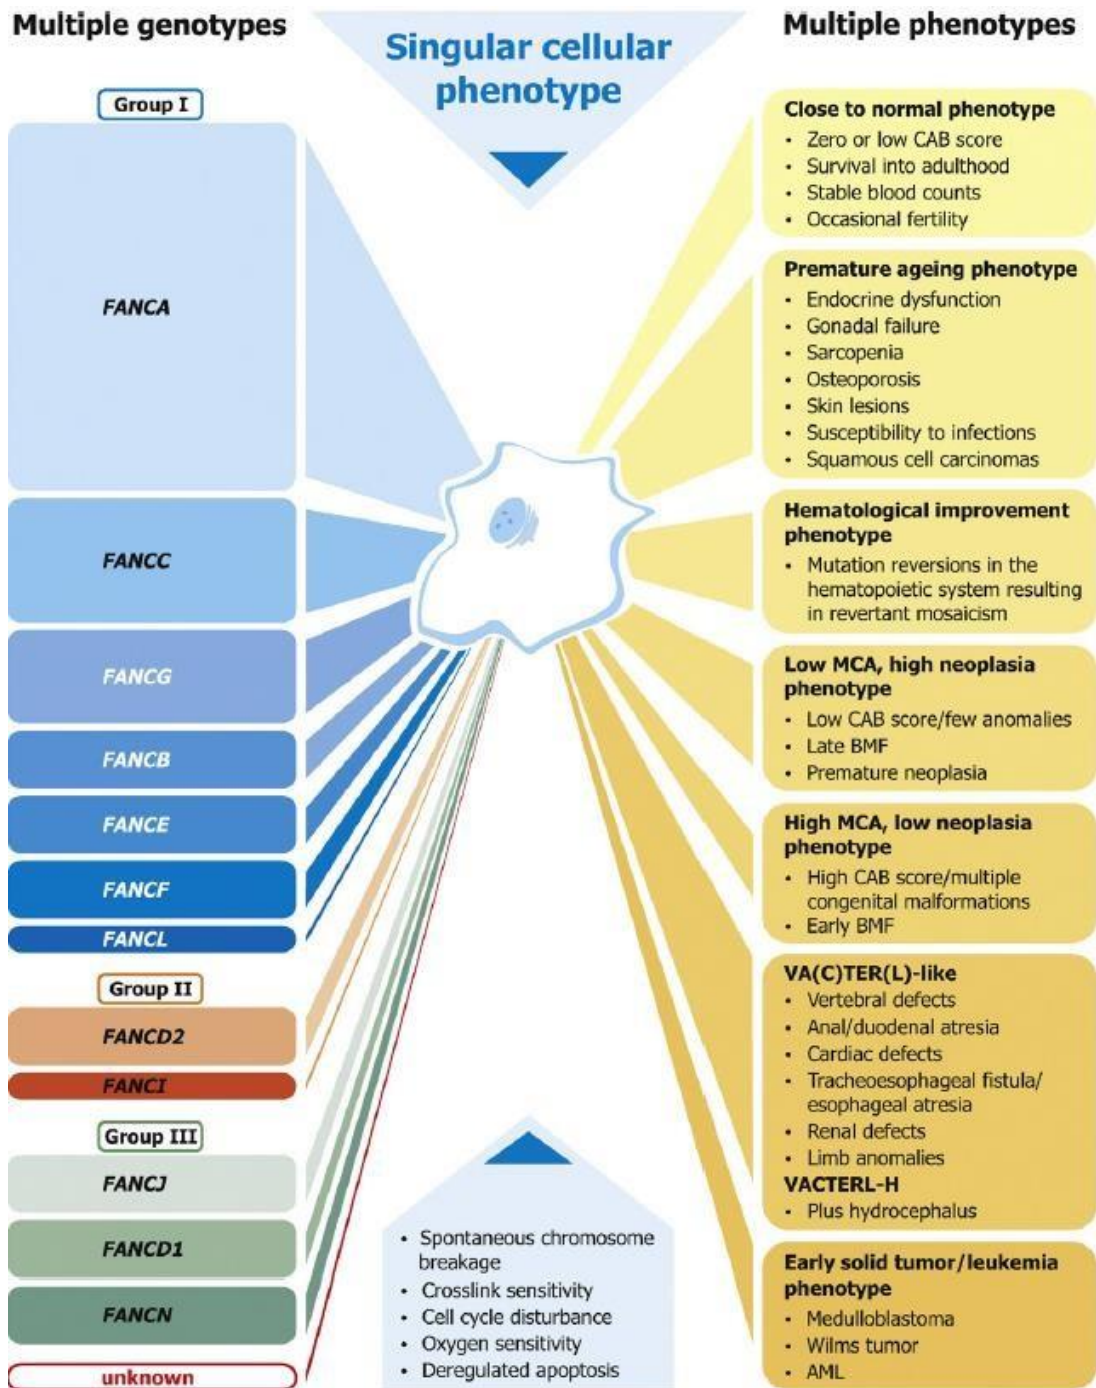 Multiple genotypes
Group I
FANCA
FANCC
FANCG
FANCB
FANCE
FANCF
FANCL
Group II
FANCD2
FANCI
Group III
FANCJ
FANCD1
FANCN
unknown
Singular cellular
phenotype
• Spontaneous chromosome
breakage
• Crosslink sensitivity
• Cell cycle disturbance
• Oxygen sensitivity
• Deregulated apoptosis
Multiple phenotypes
Close to normal phenotype
• Zero or low CAB score
• Survival into adulthood
• Stable blood counts
• Occasional fertility
Premature ageing phenotype
• Endocrine dysfunction
• Gonadal failure
• Sarcopenia
• Osteoporosis
• Skin lesions
• Susceptibility to infections
• Squamous cell carcinomas
Hematological improvement
phenotype
• Mutation reversions in the
hematopoietic system resulting
in revertant mosaicism
Low MCA, high neoplasia
phenotype
• Low CAB score/few anomalies
• Late BMF
• Premature neoplasia
High MCA, low neoplasia
phenotype
• High CAB score/multiple
congenital malformations
• Early BMF
VA(C)TER(L)-like
• Vertebral defects
• Anal/duodenal atresia
• Cardiac defects
• Tracheoesophageal fistula/
esophageal atresia
• Renal defects
• Limb anomalies
VACTERL-H
• Plus hydrocephalus
Early solid tumor/leukemia
phenotype
• Medulloblastoma
• Wilms tumor
• AML